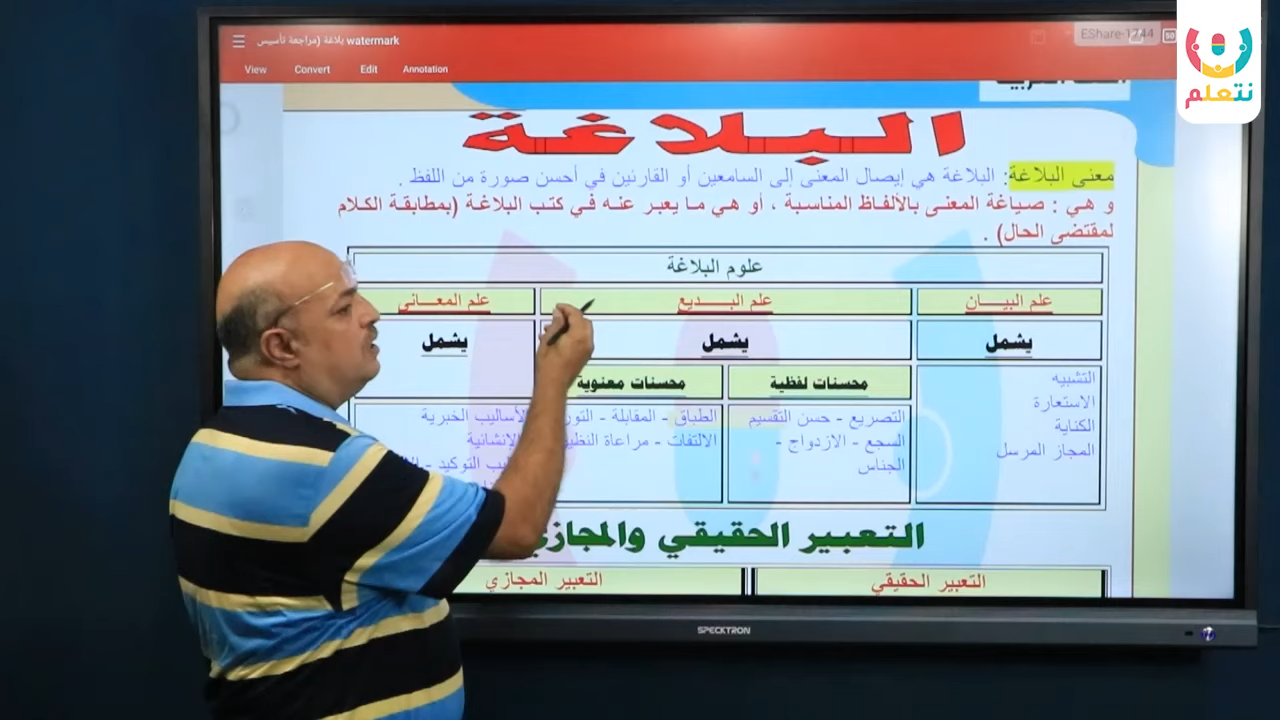 watermark بلاغة (مراجعة تأسيس
EShare-1744
50
نتعلم
View Convert Edit Annotation
البلاغة
معنى البلاغة: البلاغة هي إيصال المعنى إلى السامعين أو القارئين في أحسن صورة من اللفظ .
و هي : صياغة المعنى بالألفاظ المناسبة ، أو هي ما يعبر عنه في كتب البلاغة (بمطابقة الكلام
لمقتضى الحال) .
علوم البلاغة
علم البيــان علم البـــديع علم المعــاني
يشمل يشمل يشمل
محسنات لفظية محسنات معنوية
التشبيه
الاستعارة
الكناية
المجاز المرسل
التصريع - حسن التقسيم
السجع - الازدواج -
الجناس
الطباق - المقابلة -
الالتفات - مراعاة
الأساليب الخبرية
التوكيد -
التعبير الحقيقي والمجازي
التعبير الحقيقي التعبير المجازي
SPECKTRON